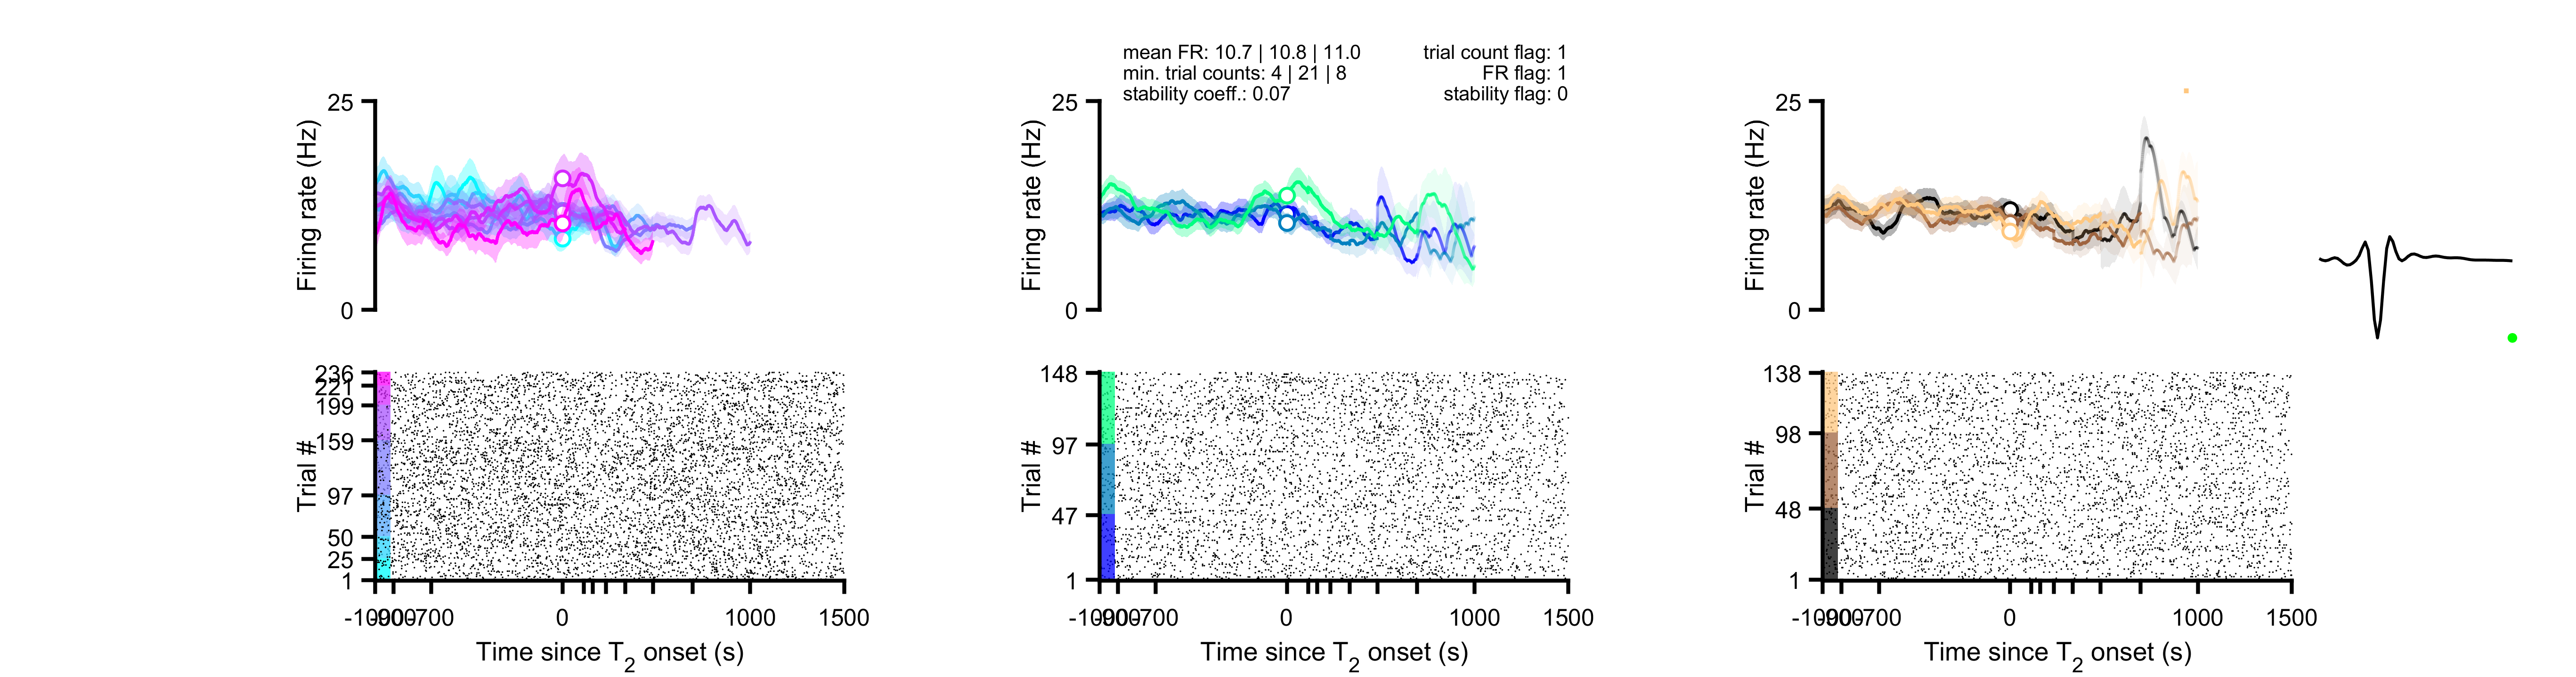 mean FR: 10.7 | 10.8 | 11.0
min. trial counts: 4 | 21 | 8
stability coeff.: 0.07
trial count flag: 1
FR flag: 1
stability flag: 0
25
Firing rate (Hz)
0
25
Firing rate (Hz)
0
25
Firing rate (Hz)
0
236
221
199
159
97
50
25
1
Trial #
0
1000
1500
Time since T2 onset (s)
148
97
47
1
Trial #
0
1000
1500
Time since T2 onset (s)
138
98
48
1
Trial #
0
1000
1500
Time since T2 onset (s)